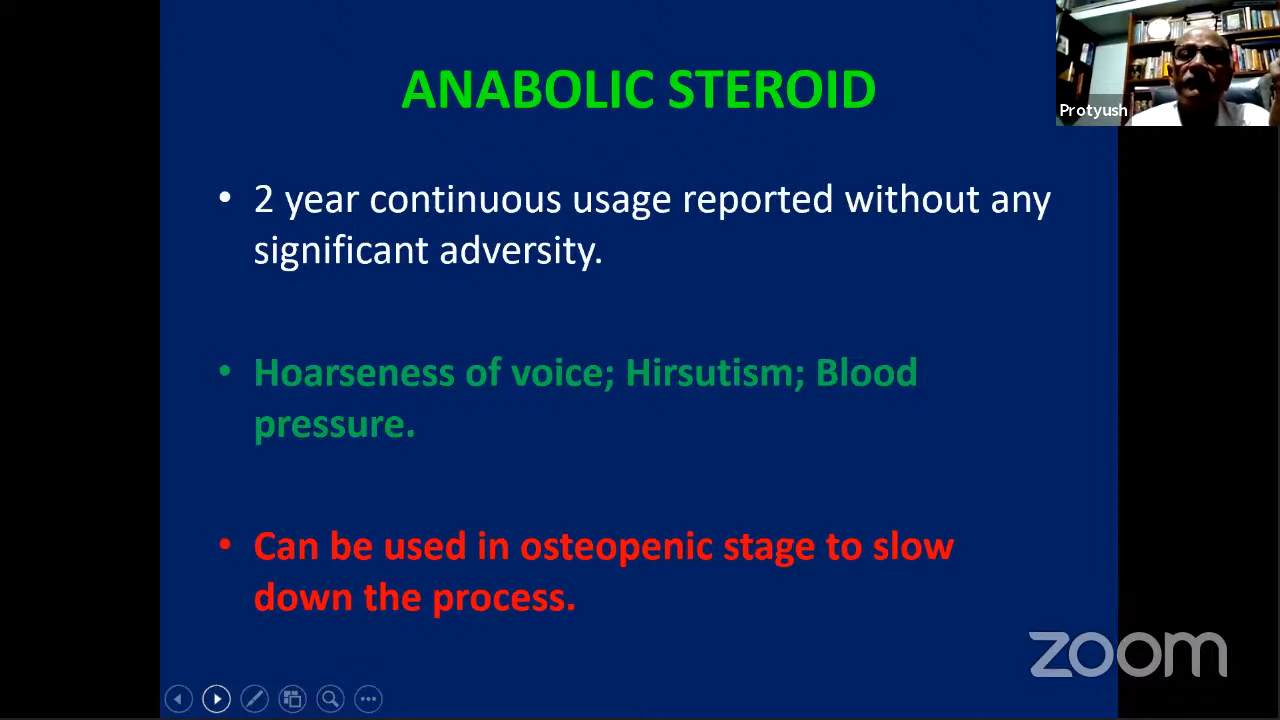 ANABOLIC STEROID
Protyush
• 2 year continuous usage reported without any
significant adversity.
• Hoarseness of voice; Hirsutism; Blood
pressure.
• Can be used in osteopenic stage to slow
down the process.
zoom